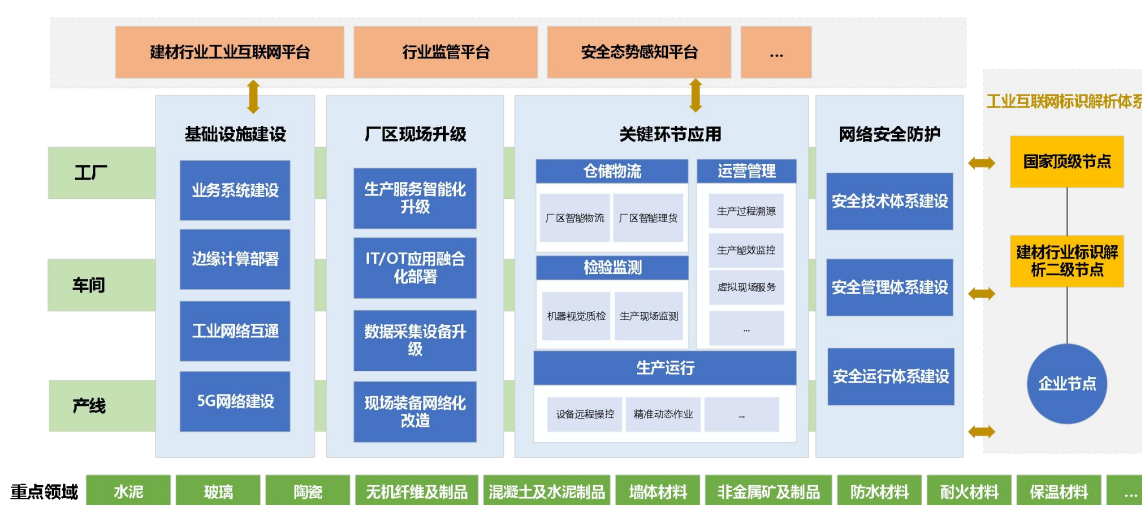 建材行业工业互联网平台
行业监管平台
安全态势感知平台
...
工业互联网标识解析体系
基础设施建设
厂区现场升级
关键环节应用
网络安全防护
工厂
车间
产线
业务系统建设
边缘计算部署
工业网络互通
5G网络建设
生产服务智能化
升级
IT/OT应用融合
化部署
数据采集设备升
级
现场装备网络化
改造
仓储物流
厂区智能物流
厂区智能理货
检验监测
机器视觉质检
生产现场监测
运营管理
生产过程溯源
生产能效监控
虚拟现场服务
...
生产运行
设备远程操控
精准动态作业
...
安全技术体系建设
安全管理体系建设
安全运行体系建设
国家顶级节点
建材行业标识解
析二级节点
企业节点
重点领域
水泥
玻璃
陶瓷
无机纤维及制品
混凝土及水泥制品
墙体材料
非金属矿及制品
防水材料
耐火材料
保温材料
...